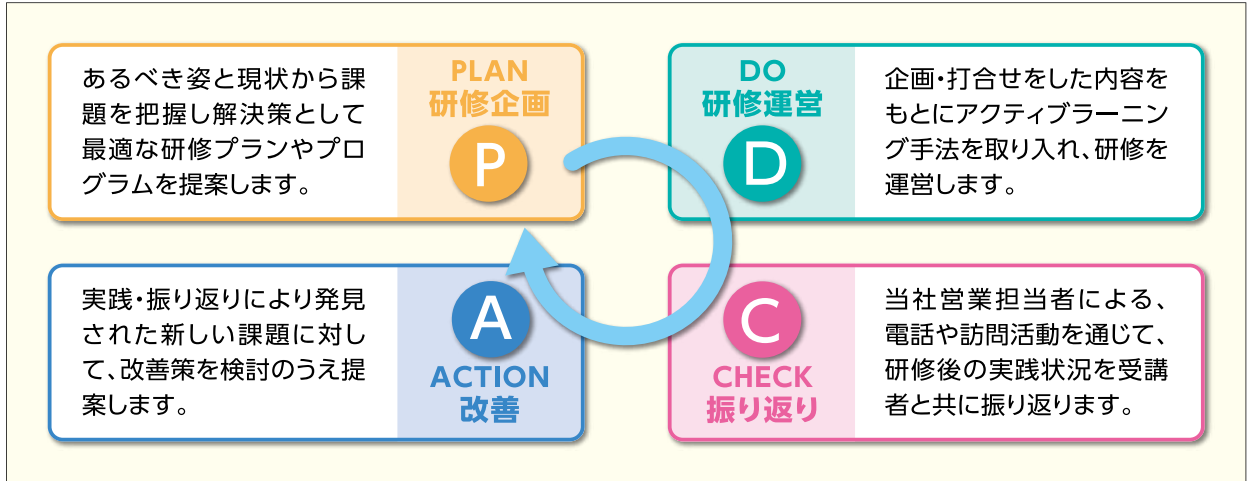 あるべき姿と現状から課
題を把握し解決策として
最適な研修プランやプロ
グラムを提案します。
PLAN
研修企画
P
DO
研修運営
D
企画・打合せをした内容を
もとにアクティブラーニン
グ手法を取り入れ、研修を
運営します。
実践・振り返りにより発見
された新しい課題に対し
て、改善策を検討のうえ提
案します。
A
ACTION
改善
C
CHECK
振り返り
当社営業担当者による、
電話や訪問活動を通じて、
研修後の実践状況を受講
者と共に振り返ります。